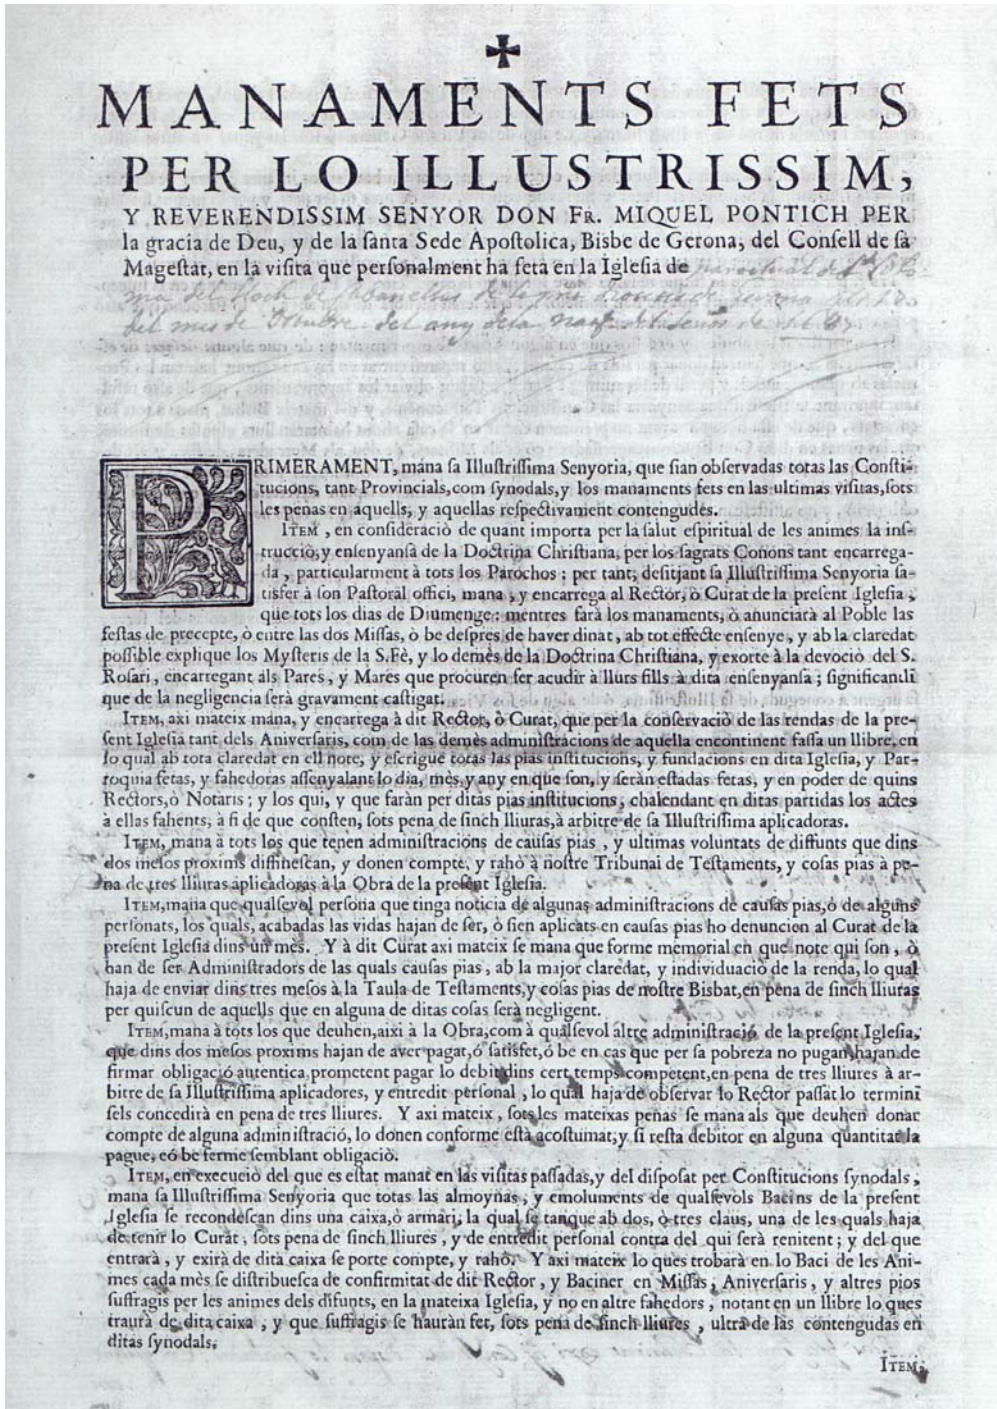 MANAMENTS FETS
PER LO ILLUSTRISSIM,
Y REVERENDISSIM SENYOR DON FR. MIQUEL PONTICH PER
la gracia de Deu, y de la ſanta Sede Apoſtolica, Bisbe de Gerona, del Conſell de ſa
Mageſtat, en la viſita que perſonalment ha feta en la Igleſia de parochial de Sta Colo
ma del lloch de
del mes de Octubre del any de la
PRIMERAMENT, mana ſa Illuſtriſſima Senyoria, que ſian obſervadas totas las Conſti-
tucions, tant Provincials, com ſynodals, y los manaments fets en las ultimas viſitas, ſots
les penas en aquells, y aquellas reſpectivament contengudes.
ITEM, en conſideració de quant importa per la ſalut eſpiritual de les animes la inſ-
trucciò, y enſenyanſa de la Doctrina Chriſtiana, per los ſagrats Conons tant encarrega-
da, particularment à tots los Parochos; per tant, deſitjant ſa Illuſtriſſima Senyoria ſa-
tisfer à ſon Paſtoral offici, mana, y encarrega al Rector, ò Curat de la preſent Igleſia,
que tots los dias de Diumenge: mentres farà los manaments, ò anunciarà al Poble las
feſtas de precepte, ò entre las dos Miſſas, ò be deſpres de haver dinat, ab tot effecte enſenye, y ab la claredat
poſſible explique los Myſteris de la S. Fè, y lo demès de la Doctrina Chriſtiana, y exorte à la devociò del S.
Roſari, encarregant als Pares, y Mares que procuren fer acudir à llurs fills à dita enſenyanſa; ſignificant
que de la negligencia ſerà gravament caſtigat.
ITEM, axi mateix mana, y encarrega à dit Rector, ò Curat, que per la conſervaciò de las rendas de la pre-
ſent Igleſia tant dels Aniverſaris, com de las demès adminiſtracions de aquella encontinent faſſa un llibre, en
lo qual ab tota claredat en ell note, y eſcrigue totas las pias inſtitucions, y fundacions en dita Igleſia, y Par-
roquia fetas, y fahedoras aſſenyalant lo dia, mès, y any en que ſon, y ſeràn eſtadas fetas, y en poder de quins
Rectors, ò Notaris; y los qui, y que faràn per ditas pias inſtitucions, chalendant en ditas partidas los actes
à ellas fahents, à fi de que conſten, ſots pena de ſinch lliuras, à arbitre de ſa Illuſtriſſima aplicadoras.
ITEM, mana à tots los que tenen adminiſtracions de cauſas pias, y ultimas voluntats de diffunts que dins
dos meſos proxims diffineſcan, y donen compte, y rahò à noſtre Tribunal de Teſtaments, y coſas pias à pe-
na de tres lliuras aplicadoras à la Obra de la preſent Igleſia.
ITEM, mana que qualſevol perſona que tinga noticia de algunas adminiſtracions de cauſas pias, ò de alguns
perſonats, los quals, acabadas las vidas hajan de ſer, ò ſien aplicats en cauſas pias ho denuncien al Curat de la
preſent Igleſia dins un mès. Y à dit Curat axi mateix ſe mana que forme memorial en què note qui ſon, ò
han de ſer Adminiſtradors de las quals cauſas pias, ab la major claredat, y individuaciò de la renda, lo qual
haja de enviar dins tres meſos à la Taula de Teſtaments, y coſas pias de noſtre Bisbat, en pena de ſinch lliuras
per quiſcun de aquells que en alguna de ditas coſas ſerà negligent.
ITEM, mana à tots los que deuhen, aixi à la Obra, com à qualſevol altre adminiſtraciò de la preſent Igleſia,
que dins dos meſos proxims hajan de aver pagat, ó ſatisfet, ó be en cas que per ſa pobreza no pugan, hajan de
firmar obligació autentica, prometent pagar lo debit dins cert temps competent, en pena de tres lliures à ar-
bitre de ſa Illuſtriſſima aplicadores, y entredit perſonal, lo qual haja de obſervar lo Rector paſſat lo termini
ſels concedirà en pena de tres lliures. Y axi mateix, ſots les mateixas penas ſe mana als que deuhen donar
compte de alguna adminiſtració, lo donen conforme eſtà acoſtumat, y ſi reſta debitor en alguna quantitat la
pague, eó be ferme ſemblant obligaciò.
ITEM, en execuciò del que es eſtat manat en las viſitas paſſadas, y del diſpoſat per Conſtitucions ſynodals,
mana ſa Illuſtriſſima Senyoria que totas las almoynas, y emoluments de qualſevols Bacins de la preſent
Igleſia ſe recondeſcan dins una caixa, ò armari, la qual ſe tanque ab dos, ò tres claus, una de les quals haja
de tenir lo Curat, ſots pena de ſinch lliures, y de entredit perſonal contra del qui ſerà renitent; y del que
entrarà, y exirà de dita caixa ſe porte compte, y rahò. Y axi mateix lo ques trobarà en lo Baci de les Ani-
mes cada mès ſe diſtribueſca de confirmitat de dit Rector, y Baciner en Miſſas, Aniverſaris, y altres pios
ſuffragis per les animes dels difunts, en la mateixa Igleſia, y no en altre fahedors, notant en un llibre lo ques
traurà de dita caixa, y que ſuffragis ſe hauràn fet, ſots pena de ſinch lliures, ultra de las contengudas en
ditas ſynodals.
ITEM,